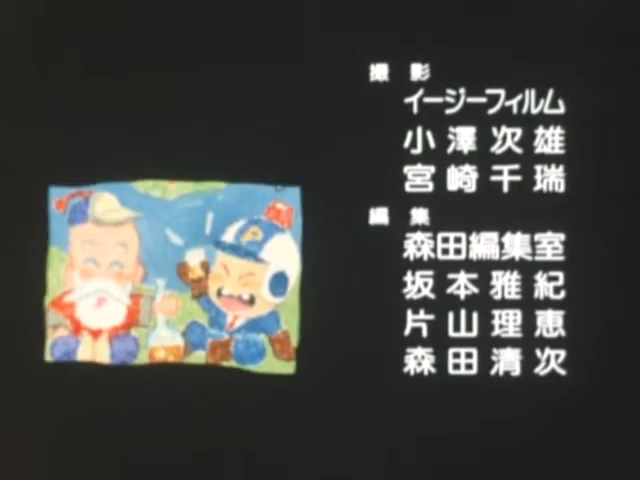 撮影
イージーフィルム
小澤次雄
宮崎千瑞
編集
森田編集室
坂本雅紀
片山理恵
森田清次